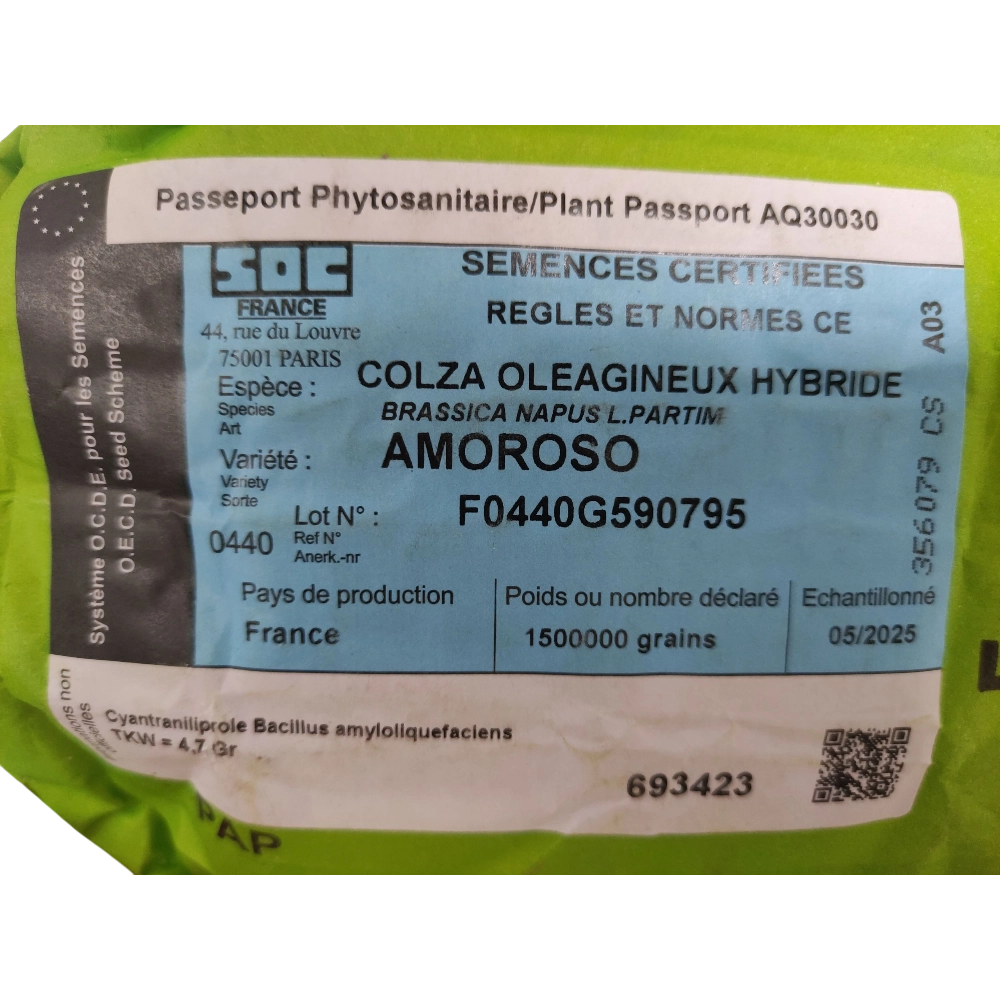 Passeport Phytosanitaire/Plant Passport AQ30030
Système O.C.D.E. pour les Semences
O.E.C.D. Seed Scheme
SOC
FRANCE
44, rue du Louvre
75001 PARIS
SEMENCES CERTIFIEES
REGLES ET NORMES CE
A03
Espèce : COLZA OLEAGINEUX HYBRIDE
Species BRASSICA NAPUS L.PARTIM
Art
Variété : AMOROSO
Variety
Sorte
Lot N° : F0440G590795
0440 Ref N°
Anerk.-nr
356079 CS
Pays de production
France
Poids ou nombre déclaré
1500000 grains
Echantillonné
05/2025
non
Cyantraniliprole Bacillus amyloliquefaciens
TKW = 4,7 Gr
693423
AP